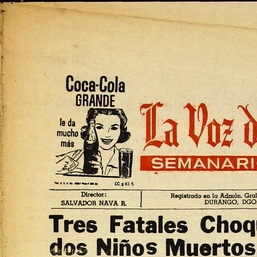 Coca-Cola
GRANDE
le da
mucho
más
La Voz d
SEMANARI
Director:
SALVADOR NAVA R.
Registrado en la Admón. Gral
DURANGO, DGO
Tres Fatales Choq
dos Niños Muertos